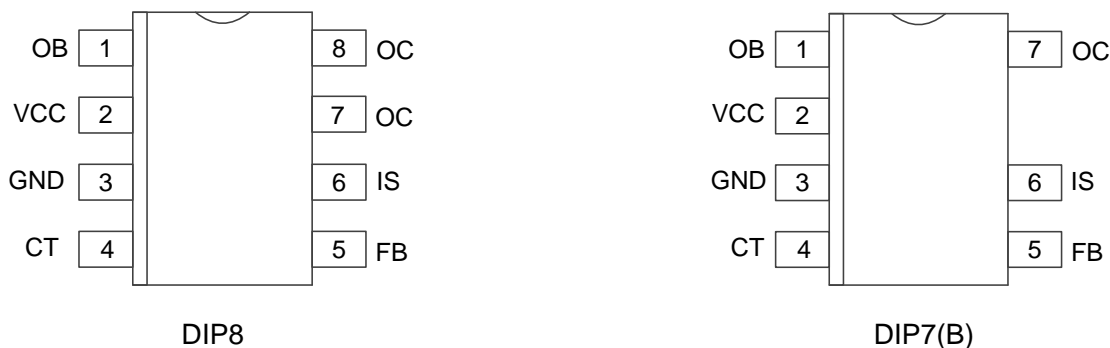 OB 1 8 OC
VCC 2 7 OC
GND 3 6 IS
CT 4 5 FB
DIP8
OB 1 7 OC
VCC 2
GND 3 6 IS
CT 4 5 FB
DIP7(B)